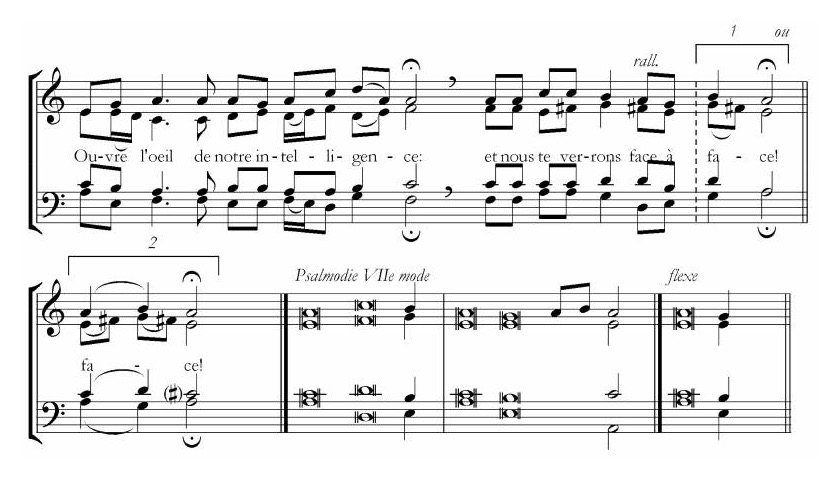 1 ou
rall.
Ou-vre l'oeil de notre in-tel-li-gen-ce: et nous te ver-rons face à fa-ce!
2
Psalmodie VIIe mode flexe
fa - ce!